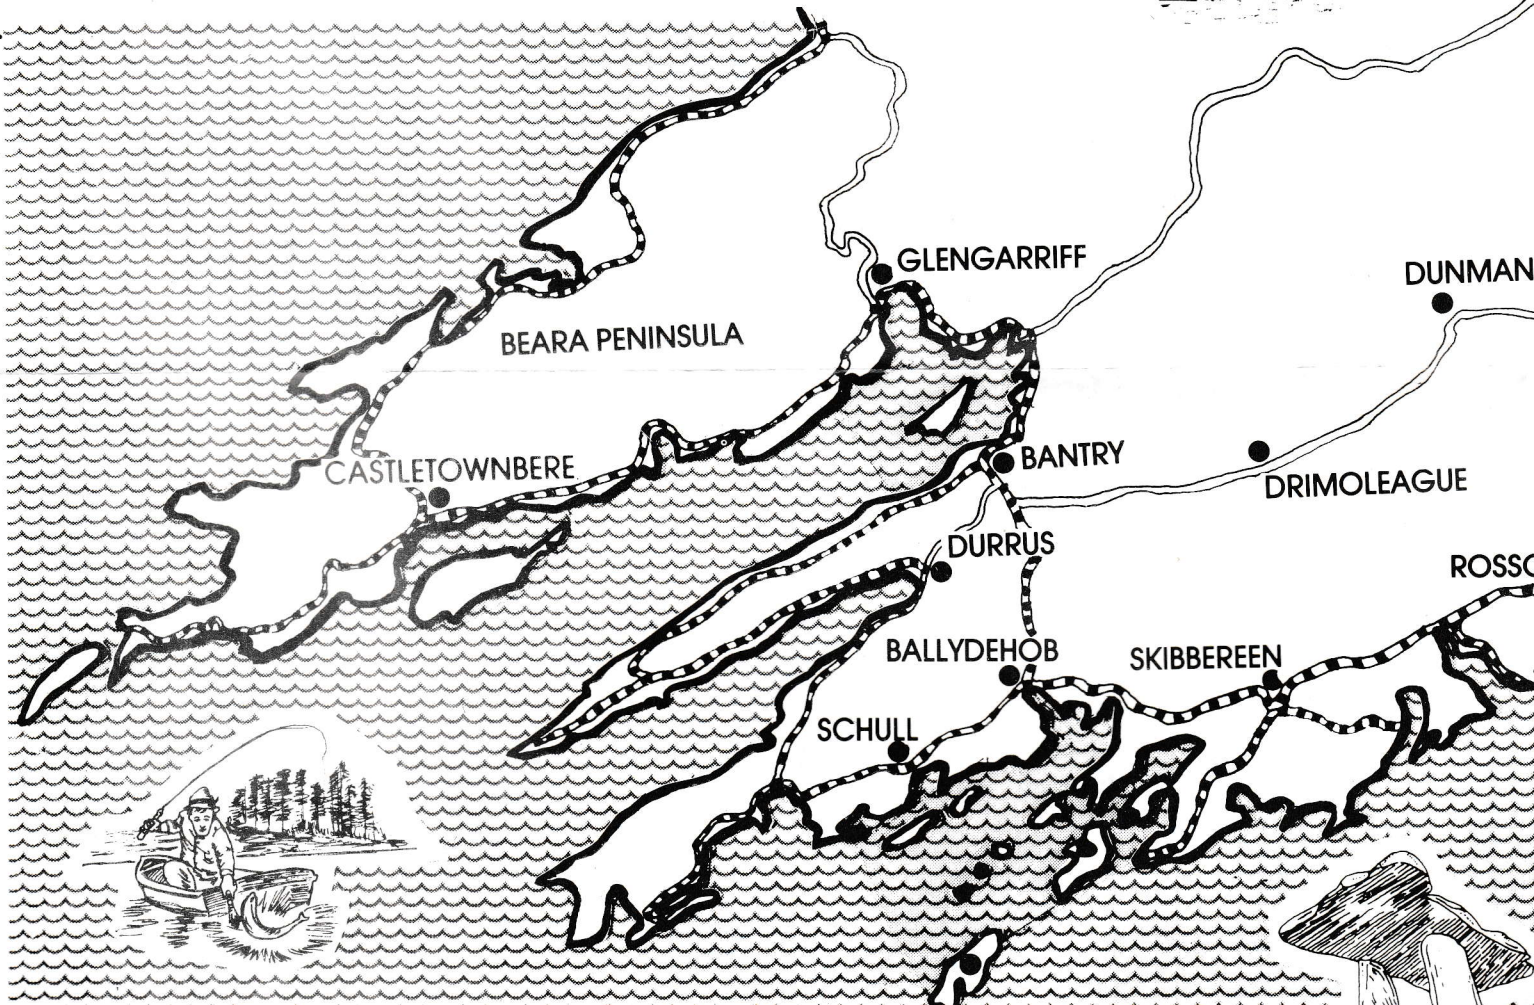 GLENGARRIFF
DUNMAN
BEARA PENINSULA
BANTRY
CASTLETOWNBERE
DRIMOLEAGUE
DURRUS
ROSSC
BALLYDEHOB
SKIBBEREEN
SCHULL